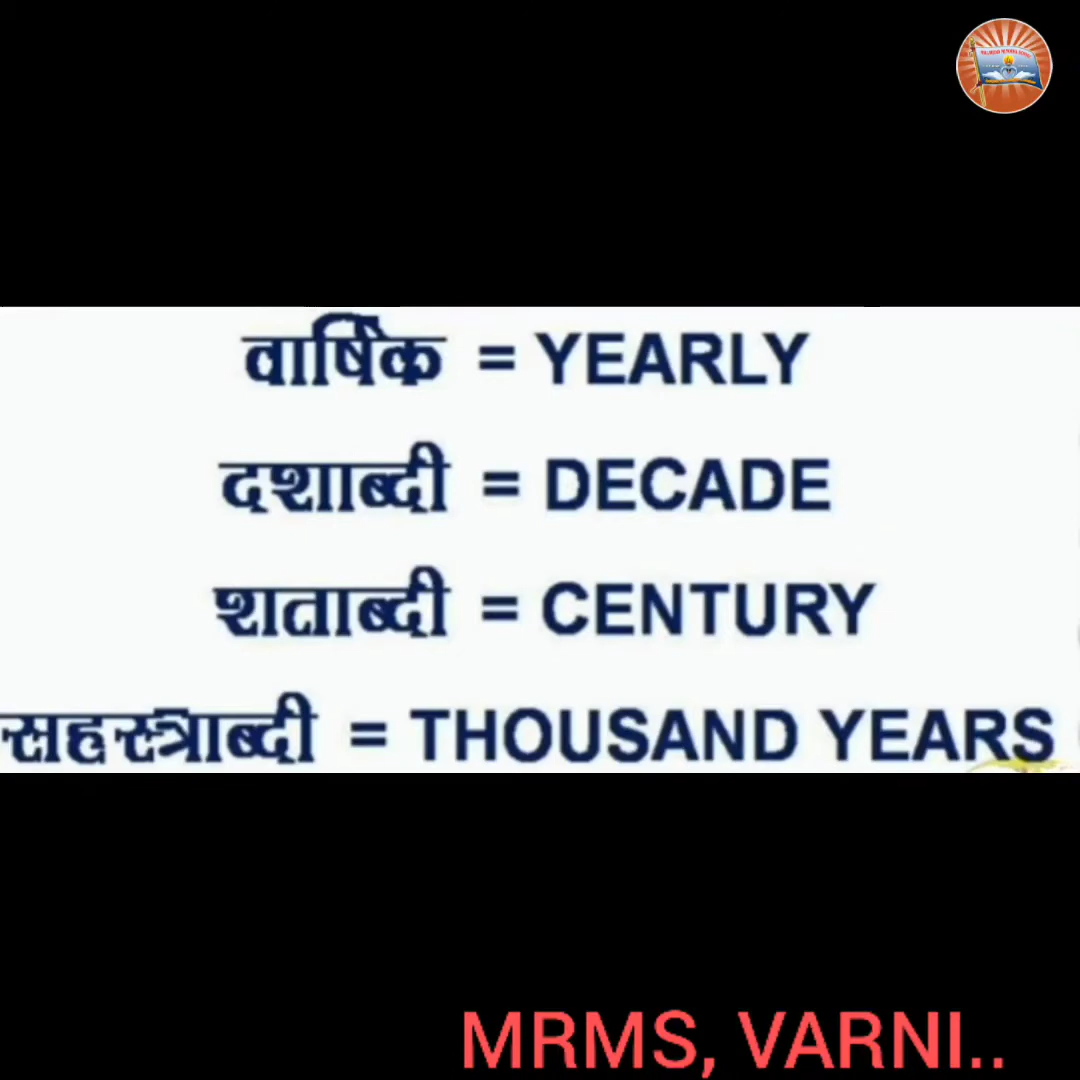 वार्षिक = YEARLY
दशाब्दी = DECADE
शताब्दी = CENTURY
सहस्त्राब्दी = THOUSAND YEARS
MRMS, VARNI..